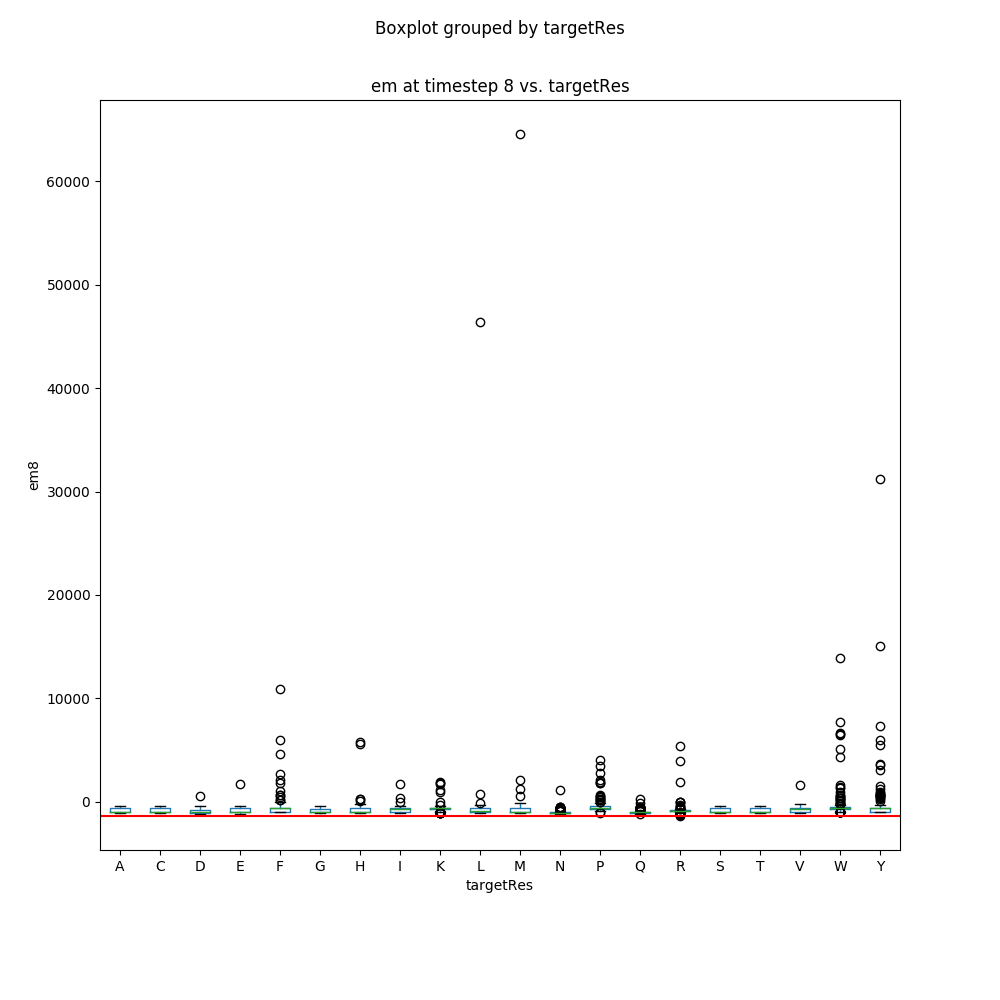 Boxplot grouped by targetRes
em at timestep 8 vs. targetRes
60000
50000
40000
30000
20000
10000
0
em8
A C D E F G H I K L M N P Q R S T V W Y
targetRes